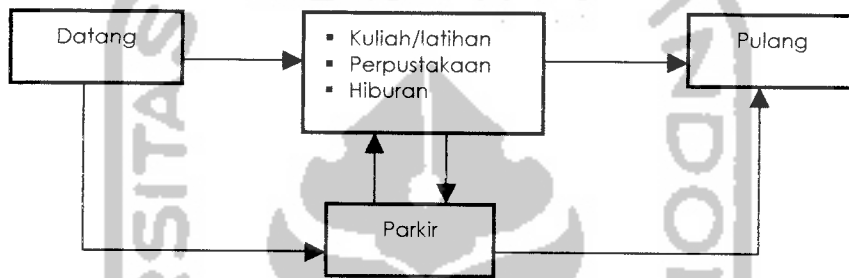 Datang
▪ Kuliah/latihan
▪ Perpustakaan
▪ Hiburan
Pulang
Parkir